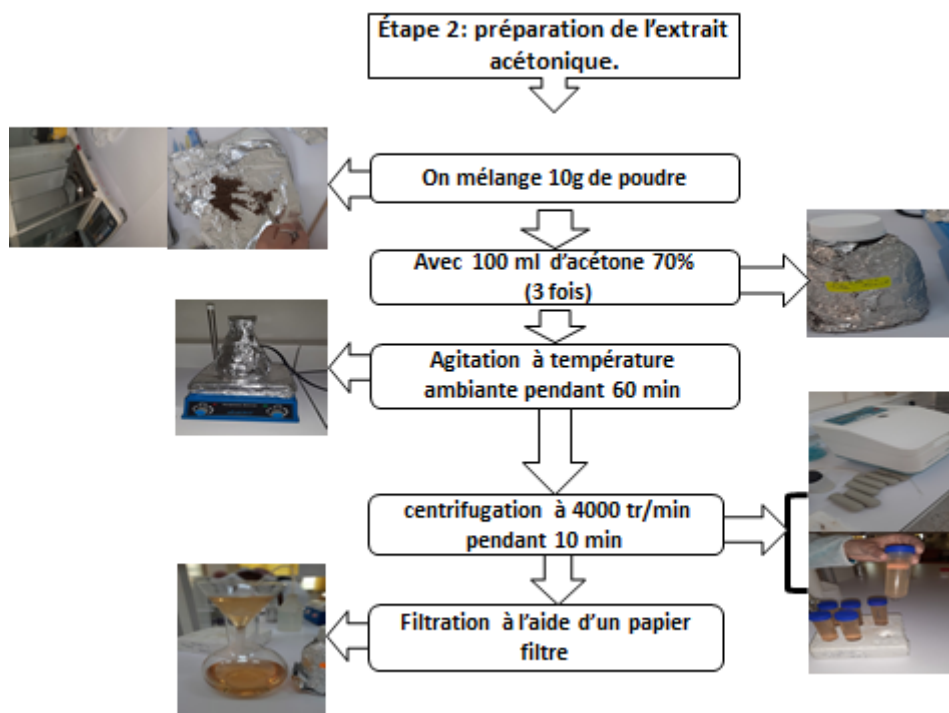 Étape 2: préparation de l'extrait
acétonique.
On mélange 10g de poudre
Avec 100 ml d'acétone 70%
(3 fois)
Agitation à température
ambiante pendant 60 min
centrifugation à 4000 tr/min
pendant 10 min
Filtration à l'aide d'un papier
filtre